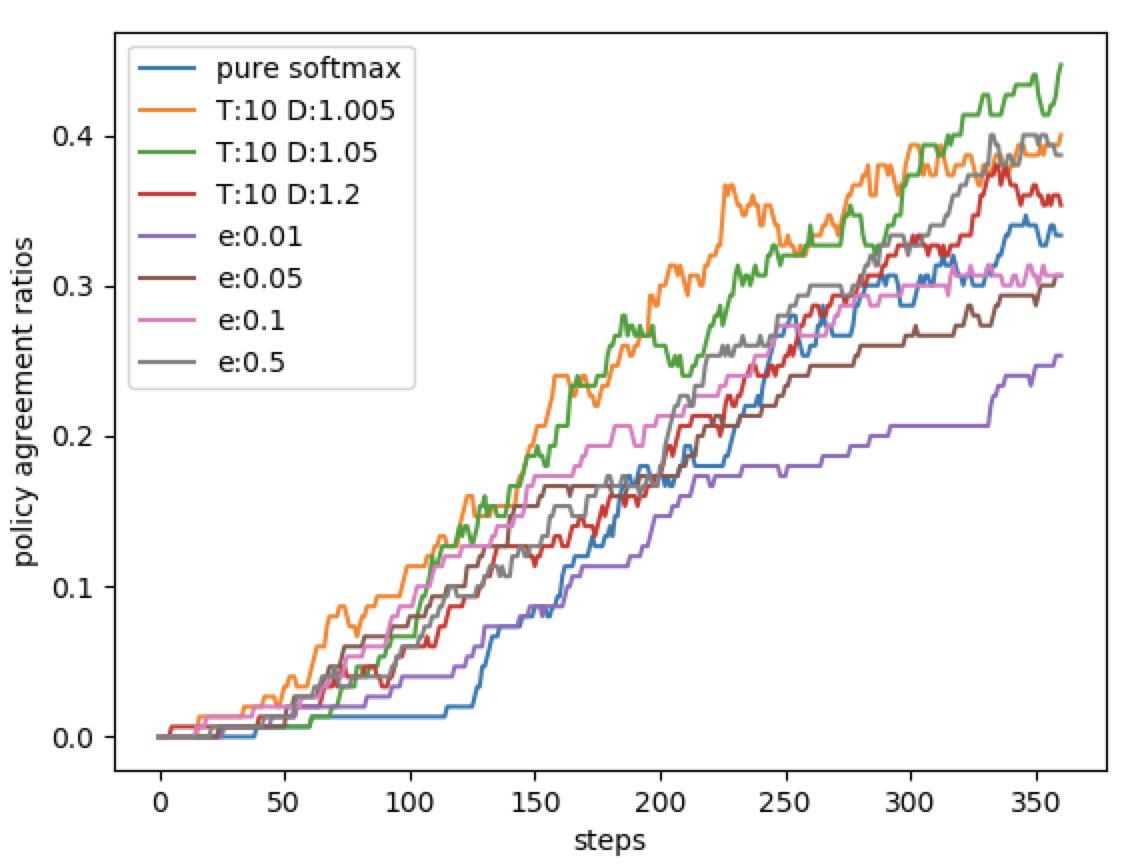 pure softmax
T:10 D:1.005
T:10 D:1.05
T:10 D:1.2
e:0.01
e:0.05
e:0.1
e:0.5
0.4
0.3
0.2
0.1
0.0
policy agreement ratios
0 50 100 150 200 250 300 350
steps